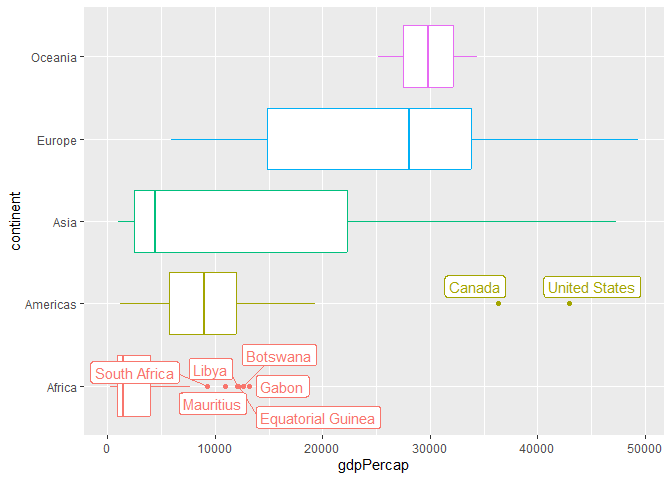 Oceania
Europe
Asia
Americas
Africa
continent
Canada
United States
Botswana
Libya
South Africa
Gabon
Mauritius
Equatorial Guinea
0
10000
20000
30000
40000
50000
gdpPercap